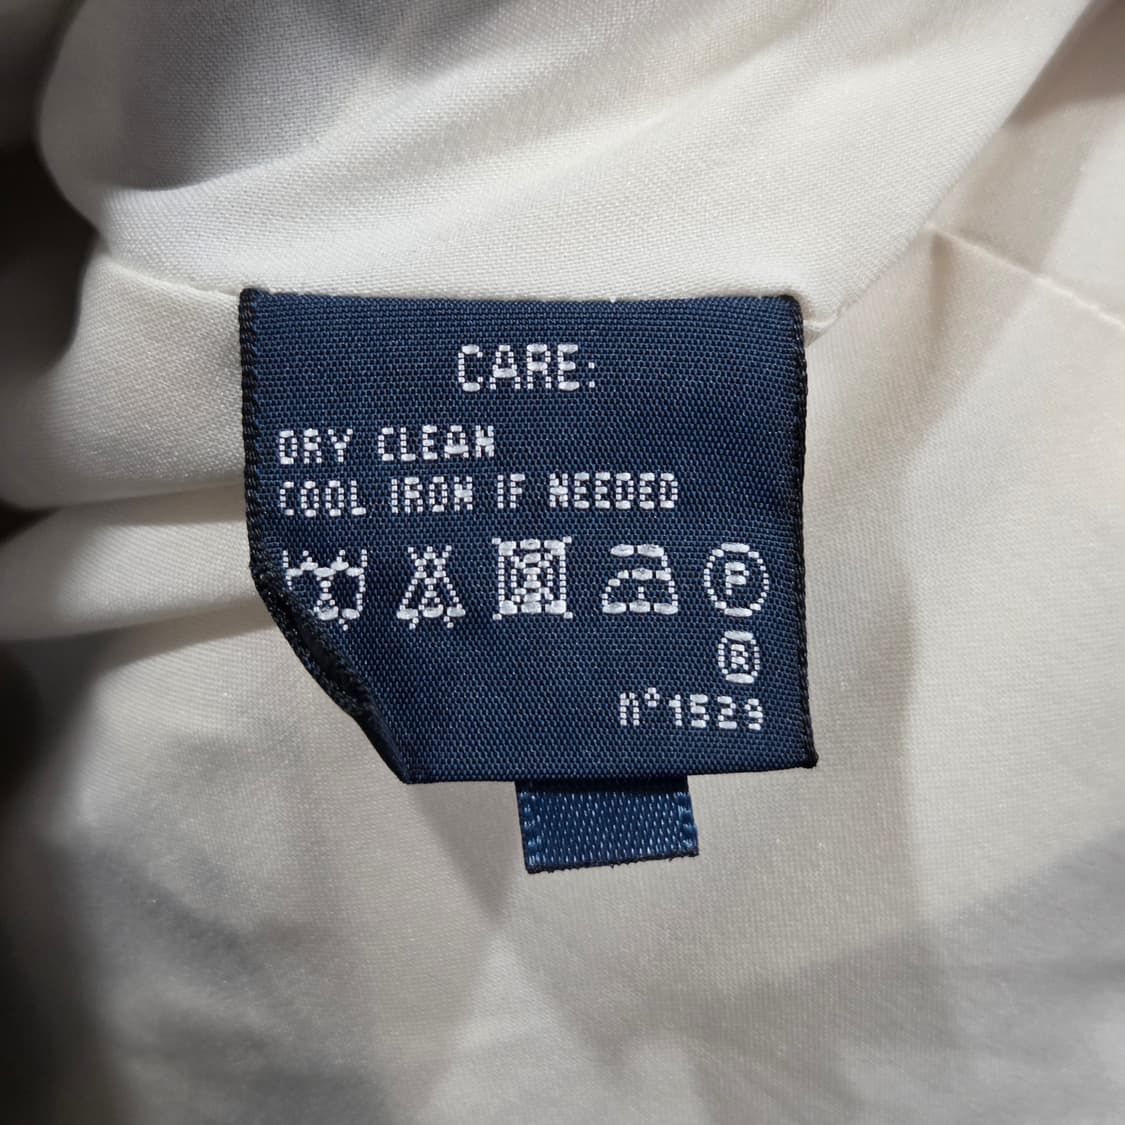 CARE:
DRY CLEAN
COOL IRON IF NEEDED
P
R
n°1529